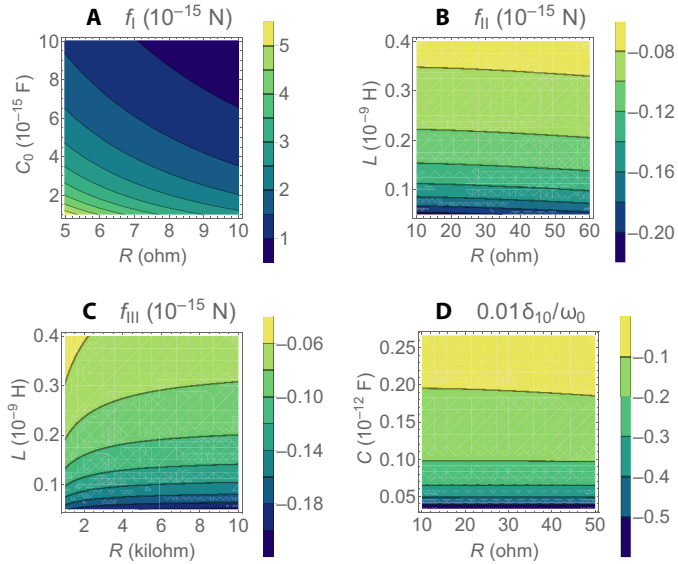 A f_I (10⁻¹⁵ N)
C₀ (10⁻¹⁵ F)
10
8
6
4
2
5 6 7 8 9 10
R (ohm)
5
4
3
2
1
B f_II (10⁻¹⁵ N)
L (10⁻⁹ H)
0.4
0.3
0.2
0.1
10 20 30 40 50 60
R (ohm)
−0.08
−0.12
−0.16
−0.20
C f_III (10⁻¹⁵ N)
L (10⁻⁹ H)
0.4
0.3
0.2
0.1
2 4 6 8 10
R (kilohm)
−0.06
−0.10
−0.14
−0.18
D 0.01δ₁₀/ω₀
C (10⁻¹² F)
0.25
0.20
0.15
0.10
0.05
10 20 30 40 50
R (ohm)
−0.1
−0.2
−0.3
−0.4
−0.5